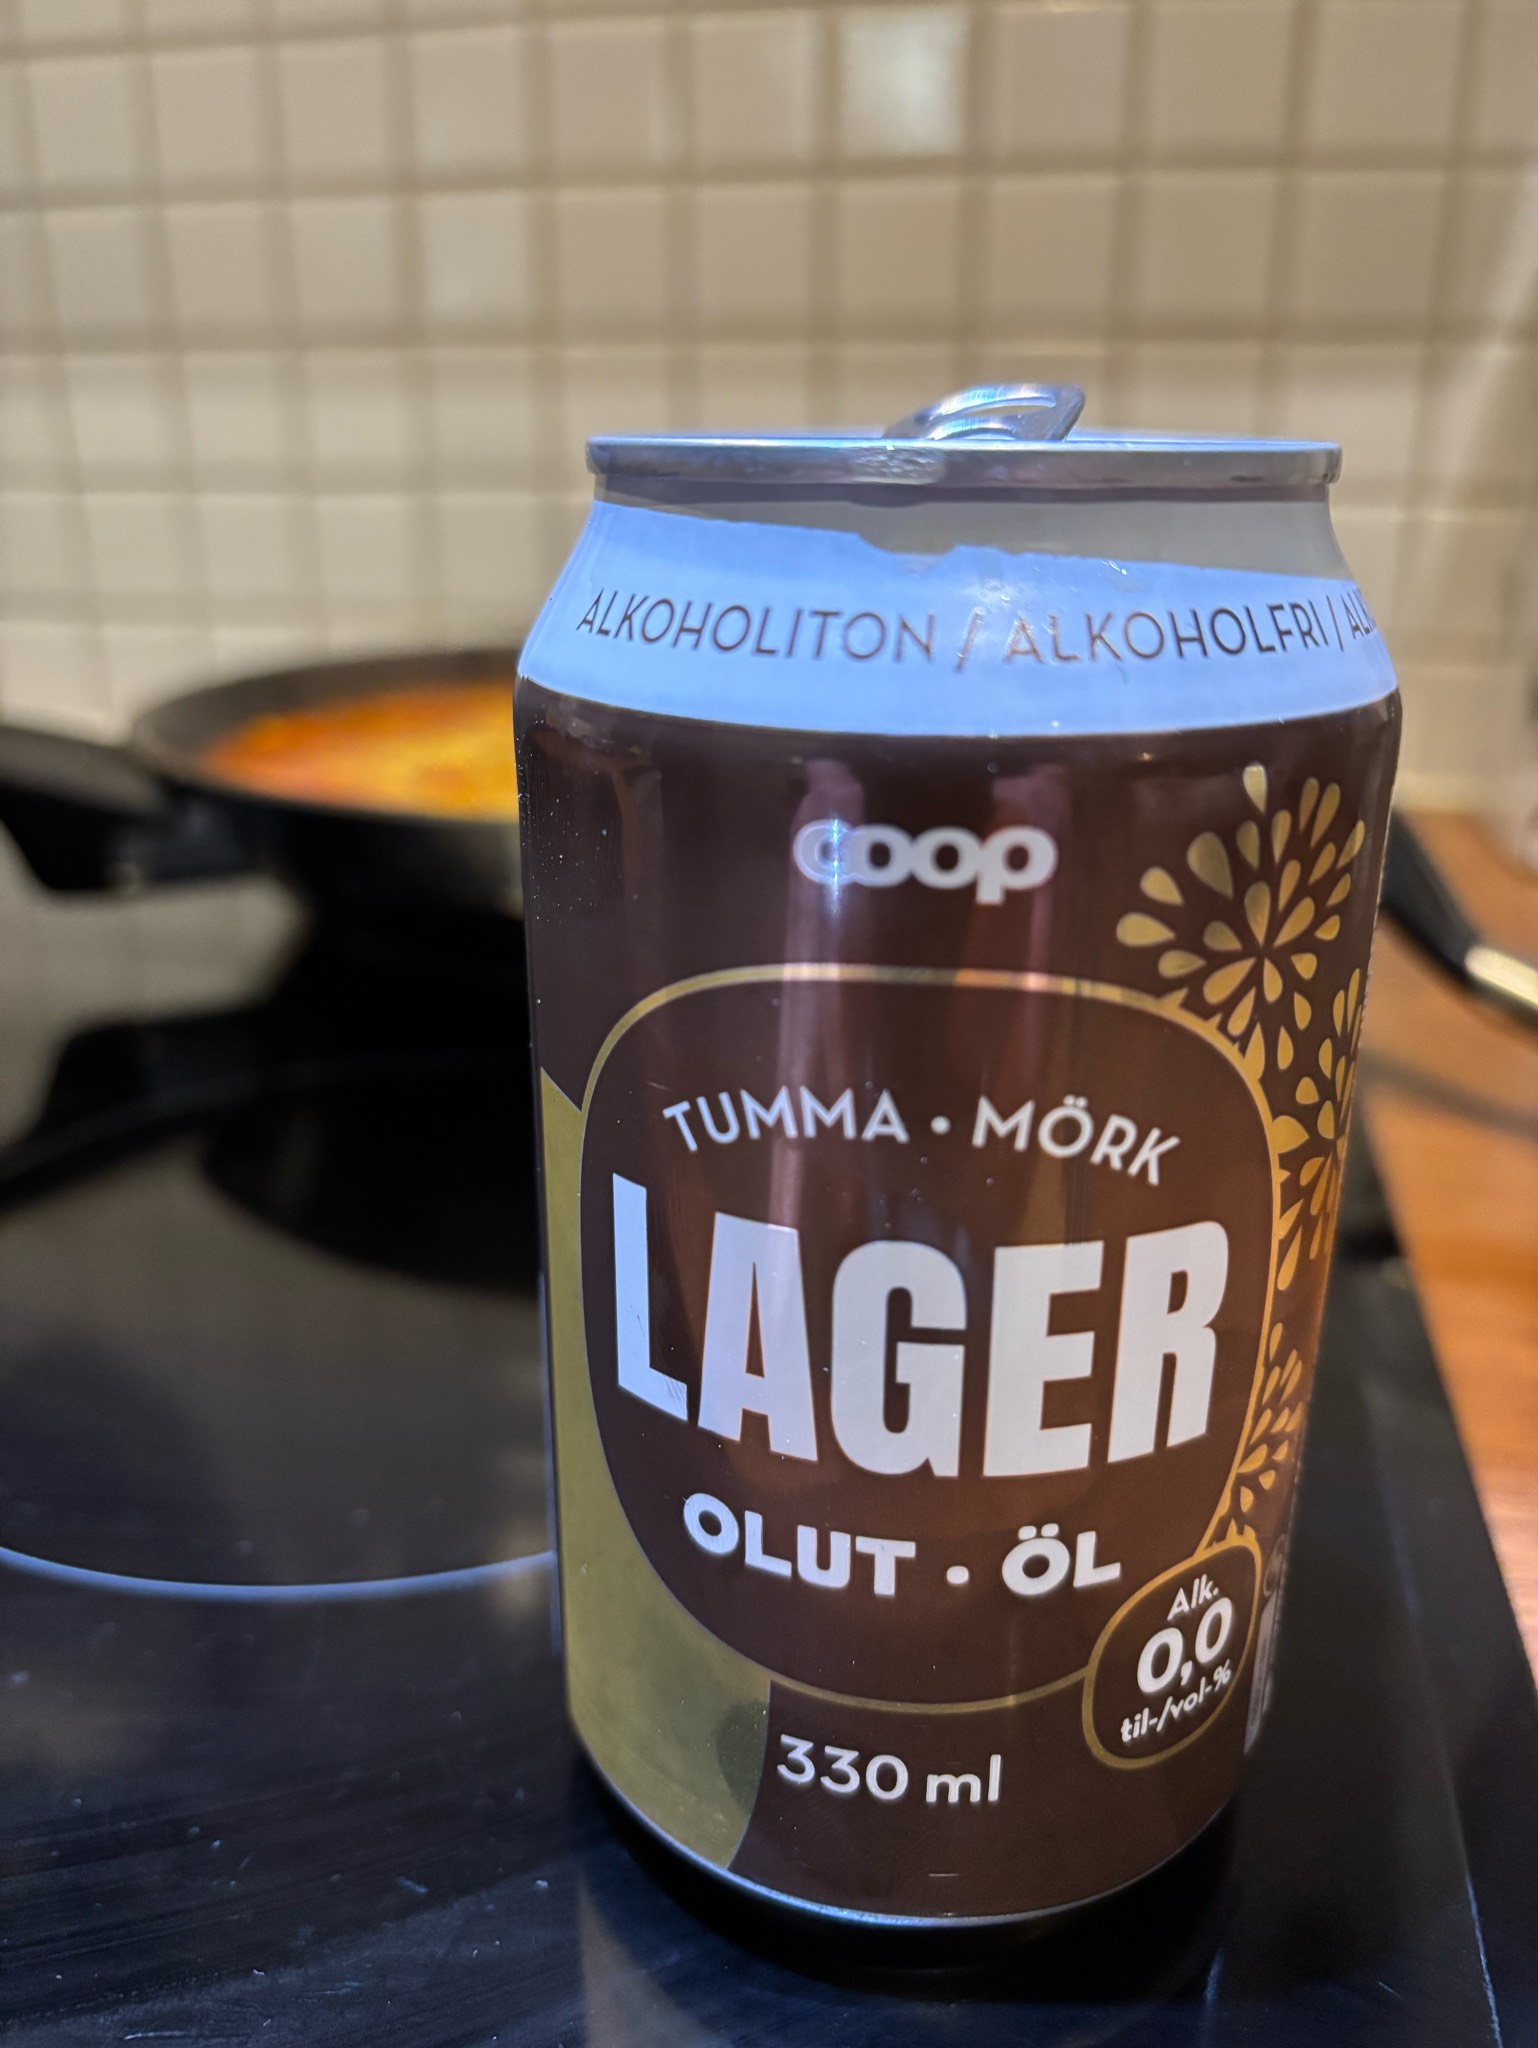 ALKOHOLITON / ALKOHOLFRI /
coop
TUMMA • MÖRK
LAGER
OLUT • ÖL
Alk.
0,0
til-/vol-%
330 ml